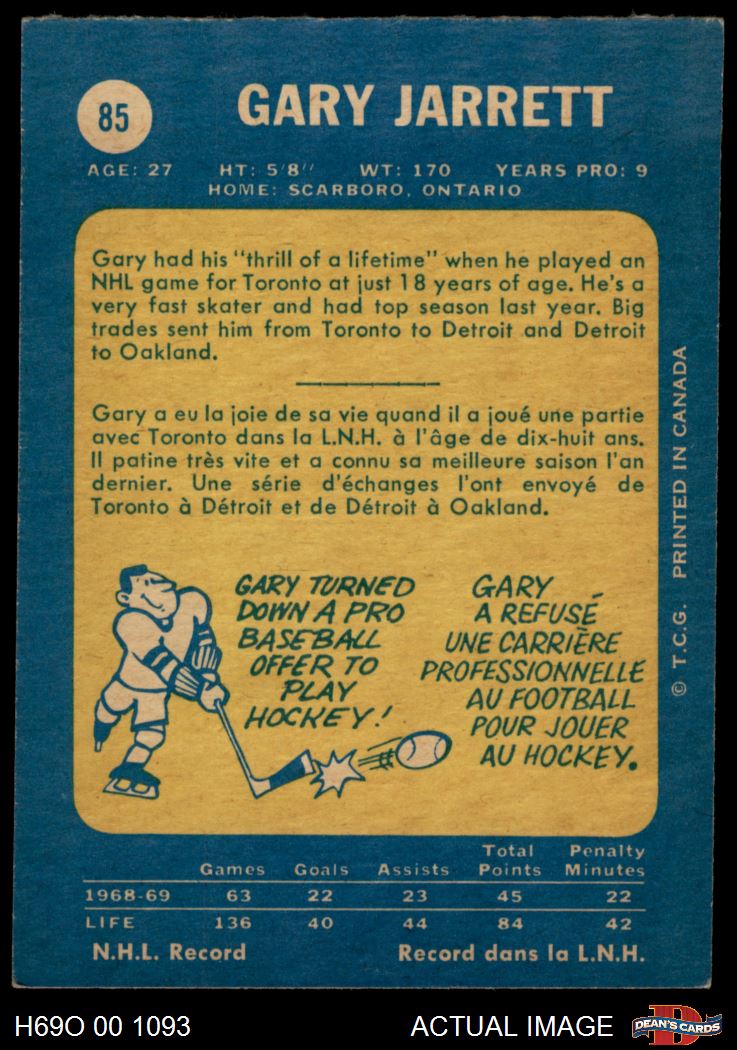 85
GARY JARRETT
AGE: 27 HT: 5'8" WT: 170 YEARS PRO: 9
HOME: SCARBORO, ONTARIO
Gary had his "thrill of a lifetime" when he played an
NHL game for Toronto at just 18 years of age. He's a
very fast skater and had top season last year. Big
trades sent him from Toronto to Detroit and Detroit
to Oakland.
Gary a eu la joie de sa vie quand il a joué une partie
avec Toronto dans la L.N.H. à l'âge de dix-huit ans.
Il patine très vite et a connu sa meilleure saison l'an
dernier. Une série d'échanges l'ont envoyé de
Toronto à Détroit et de Détroit à Oakland.
GARY TURNED
DOWN A PRO
BASEBALL
OFFER TO
PLAY
HOCKEY!
GARY
A REFUSÉ
UNE CARRIÈRE
PROFESSIONNELLE
AU FOOTBALL
POUR JOUER
AU HOCKEY.
© T.C.G. PRINTED IN CANADA
Total Penalty
Games Goals Assists Points Minutes
1968-69 63 22 23 45 22
LIFE 136 40 44 84 42
N.H.L. Record Record dans la L.N.H.
H69O 00 1093
ACTUAL IMAGE
D
DEAN'S CARDS